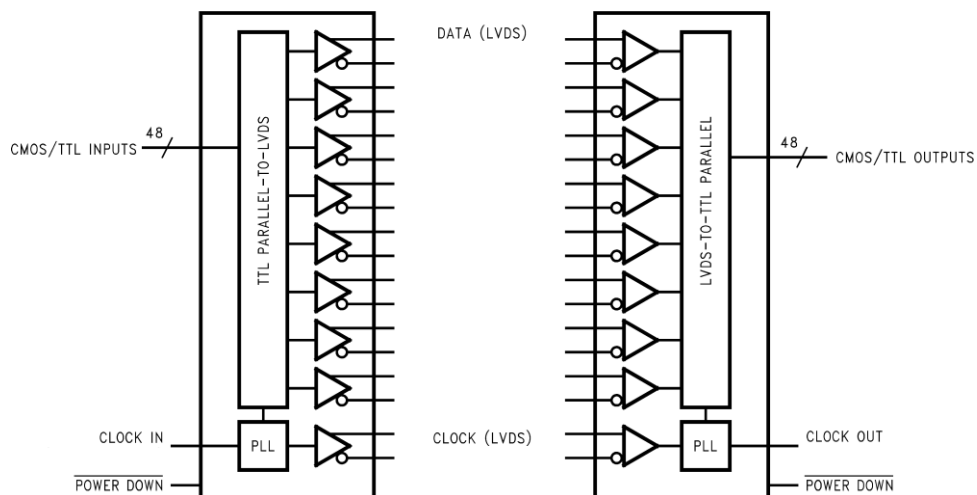 DATA (LVDS)
48
CMOS/TTL INPUTS
TTL PARALLEL-TO-LVDS
LVDS-TO-TTL PARALLEL
48
CMOS/TTL OUTPUTS
CLOCK IN
PLL
CLOCK (LVDS)
PLL
CLOCK OUT
POWER DOWN
POWER DOWN